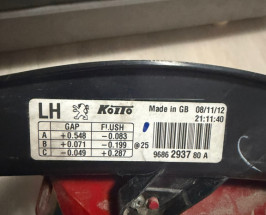 LH KOTTO Made in GB 08/11/12
21:11:40
GAP FLUSH
A +0.548 -0.083
B +0.071 -0.199 @25
C -0.049 +0.287
9686 2937 80 A